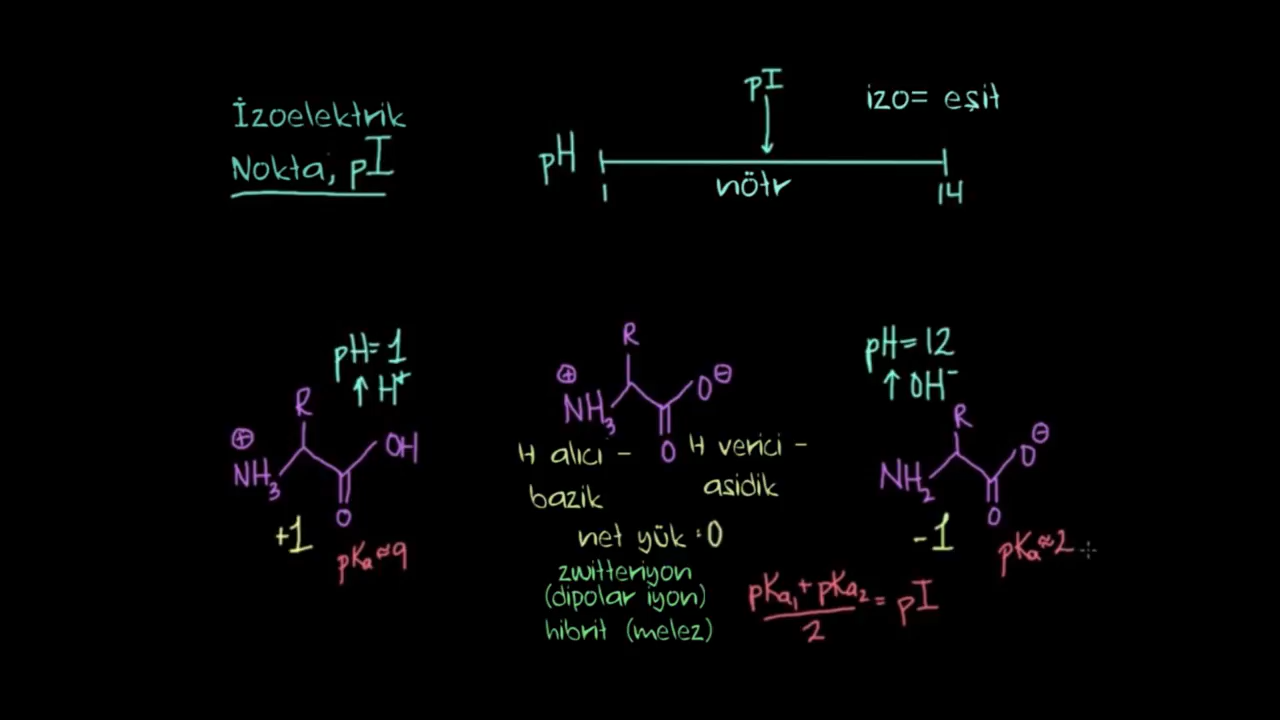 İzoelektrik
Nokta, pI
pI
izo= eşit
pH
1
nötr
14
pH= 1
↑ H⁺
R
⊕
NH₃
OH
O
+1
pKa≈9
R
⊕
NH₃
O⊖
O
H alıcı -
bazik
H verici -
asidik
net yük : 0
zwitteriyon
(dipolar iyon)
hibrit (melez)
pKa₁ + pKa₂ = pI
2
pH= 12
↑ OH⁻
R
NH₂
O⊖
O
-1
pKa≈2